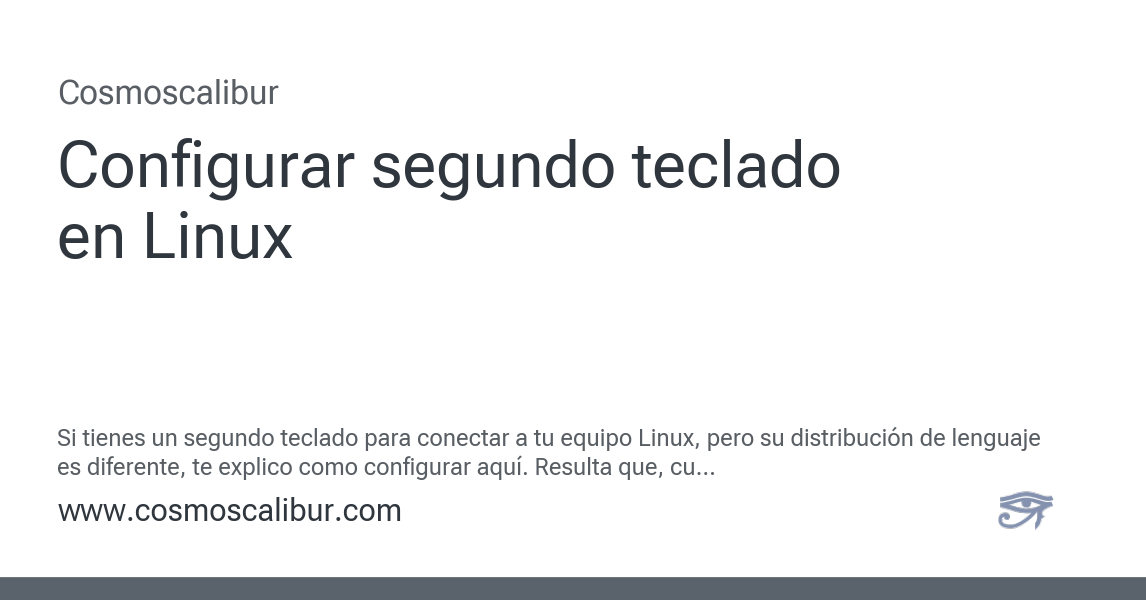 Cosmoscalibur
Configurar segundo teclado
en Linux
Si tienes un segundo teclado para conectar a tu equipo Linux, pero su distribución de lenguaje
es diferente, te explico como configurar aquí. Resulta que, cu...
www.cosmoscalibur.com